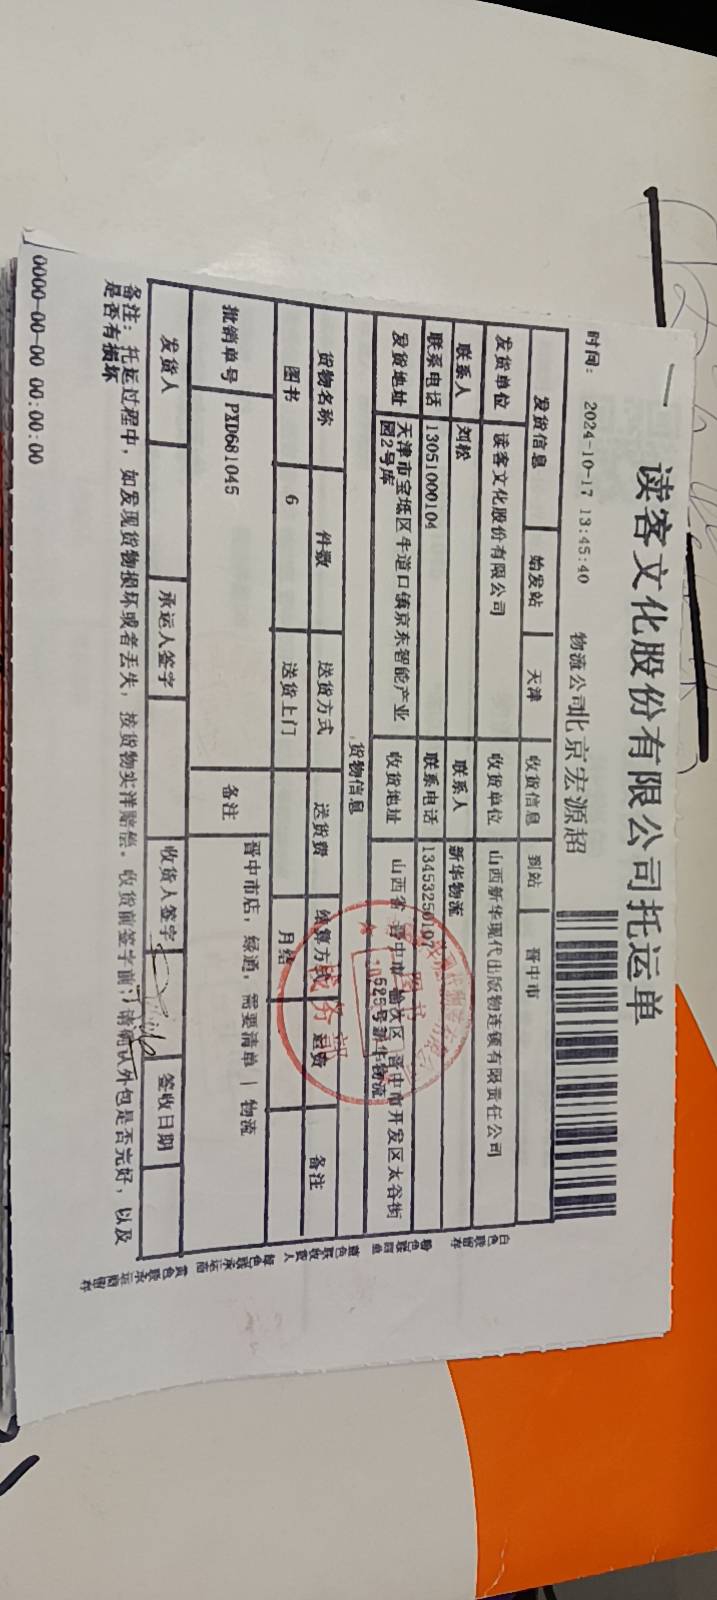 读客文化股份有限公司托运单
时间: 2024-10-17 13:45:40 物流公司北京宏源超
发货信息 始发站 天津 收货信息 到站 晋中市
发货单位 读客文化股份有限公司 收货单位 山西新华现代出版物连锁有限责任公司
联系人 刘松 联系人 新华物流
联系电话 13051000104 联系电话 13453250107
发货地址 天津市宝坻区牛道口镇京东智能产业园2号库 收货地址 山西省 晋中市 榆次区 晋中市开发区太谷街525号新华物流
货物信息
货物名称 件数 送货方式 送货费 结算方式 运费 备注
图书 6 送货上门 月结
批销单号 PXD681045 备注 晋中市店, 绿通, 需要清单 | 物流
发货人 承运人签字 收货人签字 签收日期
备注: 托运过程中, 如发现货物损坏或者丢失, 按货物实洋赔偿。收货前签字前, 请确认外包是否完好, 以及
是否有损坏
0000-00-00 00:00:00
图书
业务部